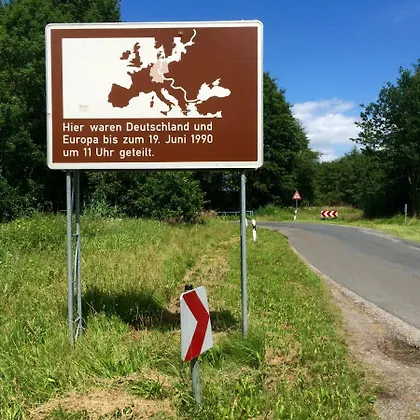 Hier waren Deutschland und
Europa bis zum 19. Juni 1990
um 11 Uhr geteilt.